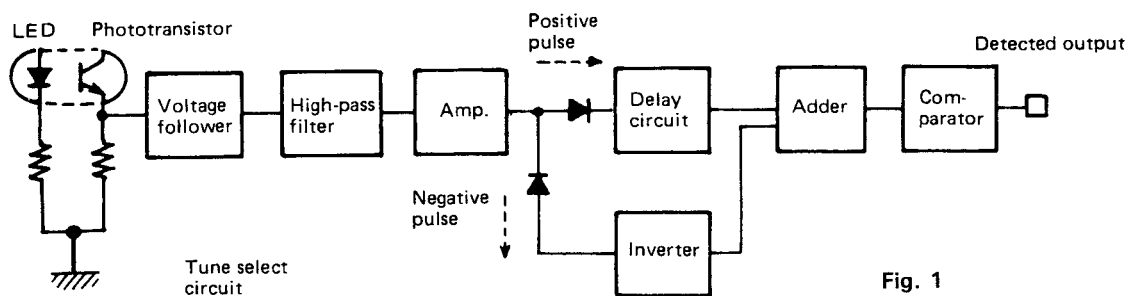 LED
Phototransistor
Voltage
follower
High-pass
filter
Amp.
Positive
pulse
Delay
circuit
Adder
Com-
parator
Detected output
Negative
pulse
Inverter
Tune select
circuit
Fig. 1